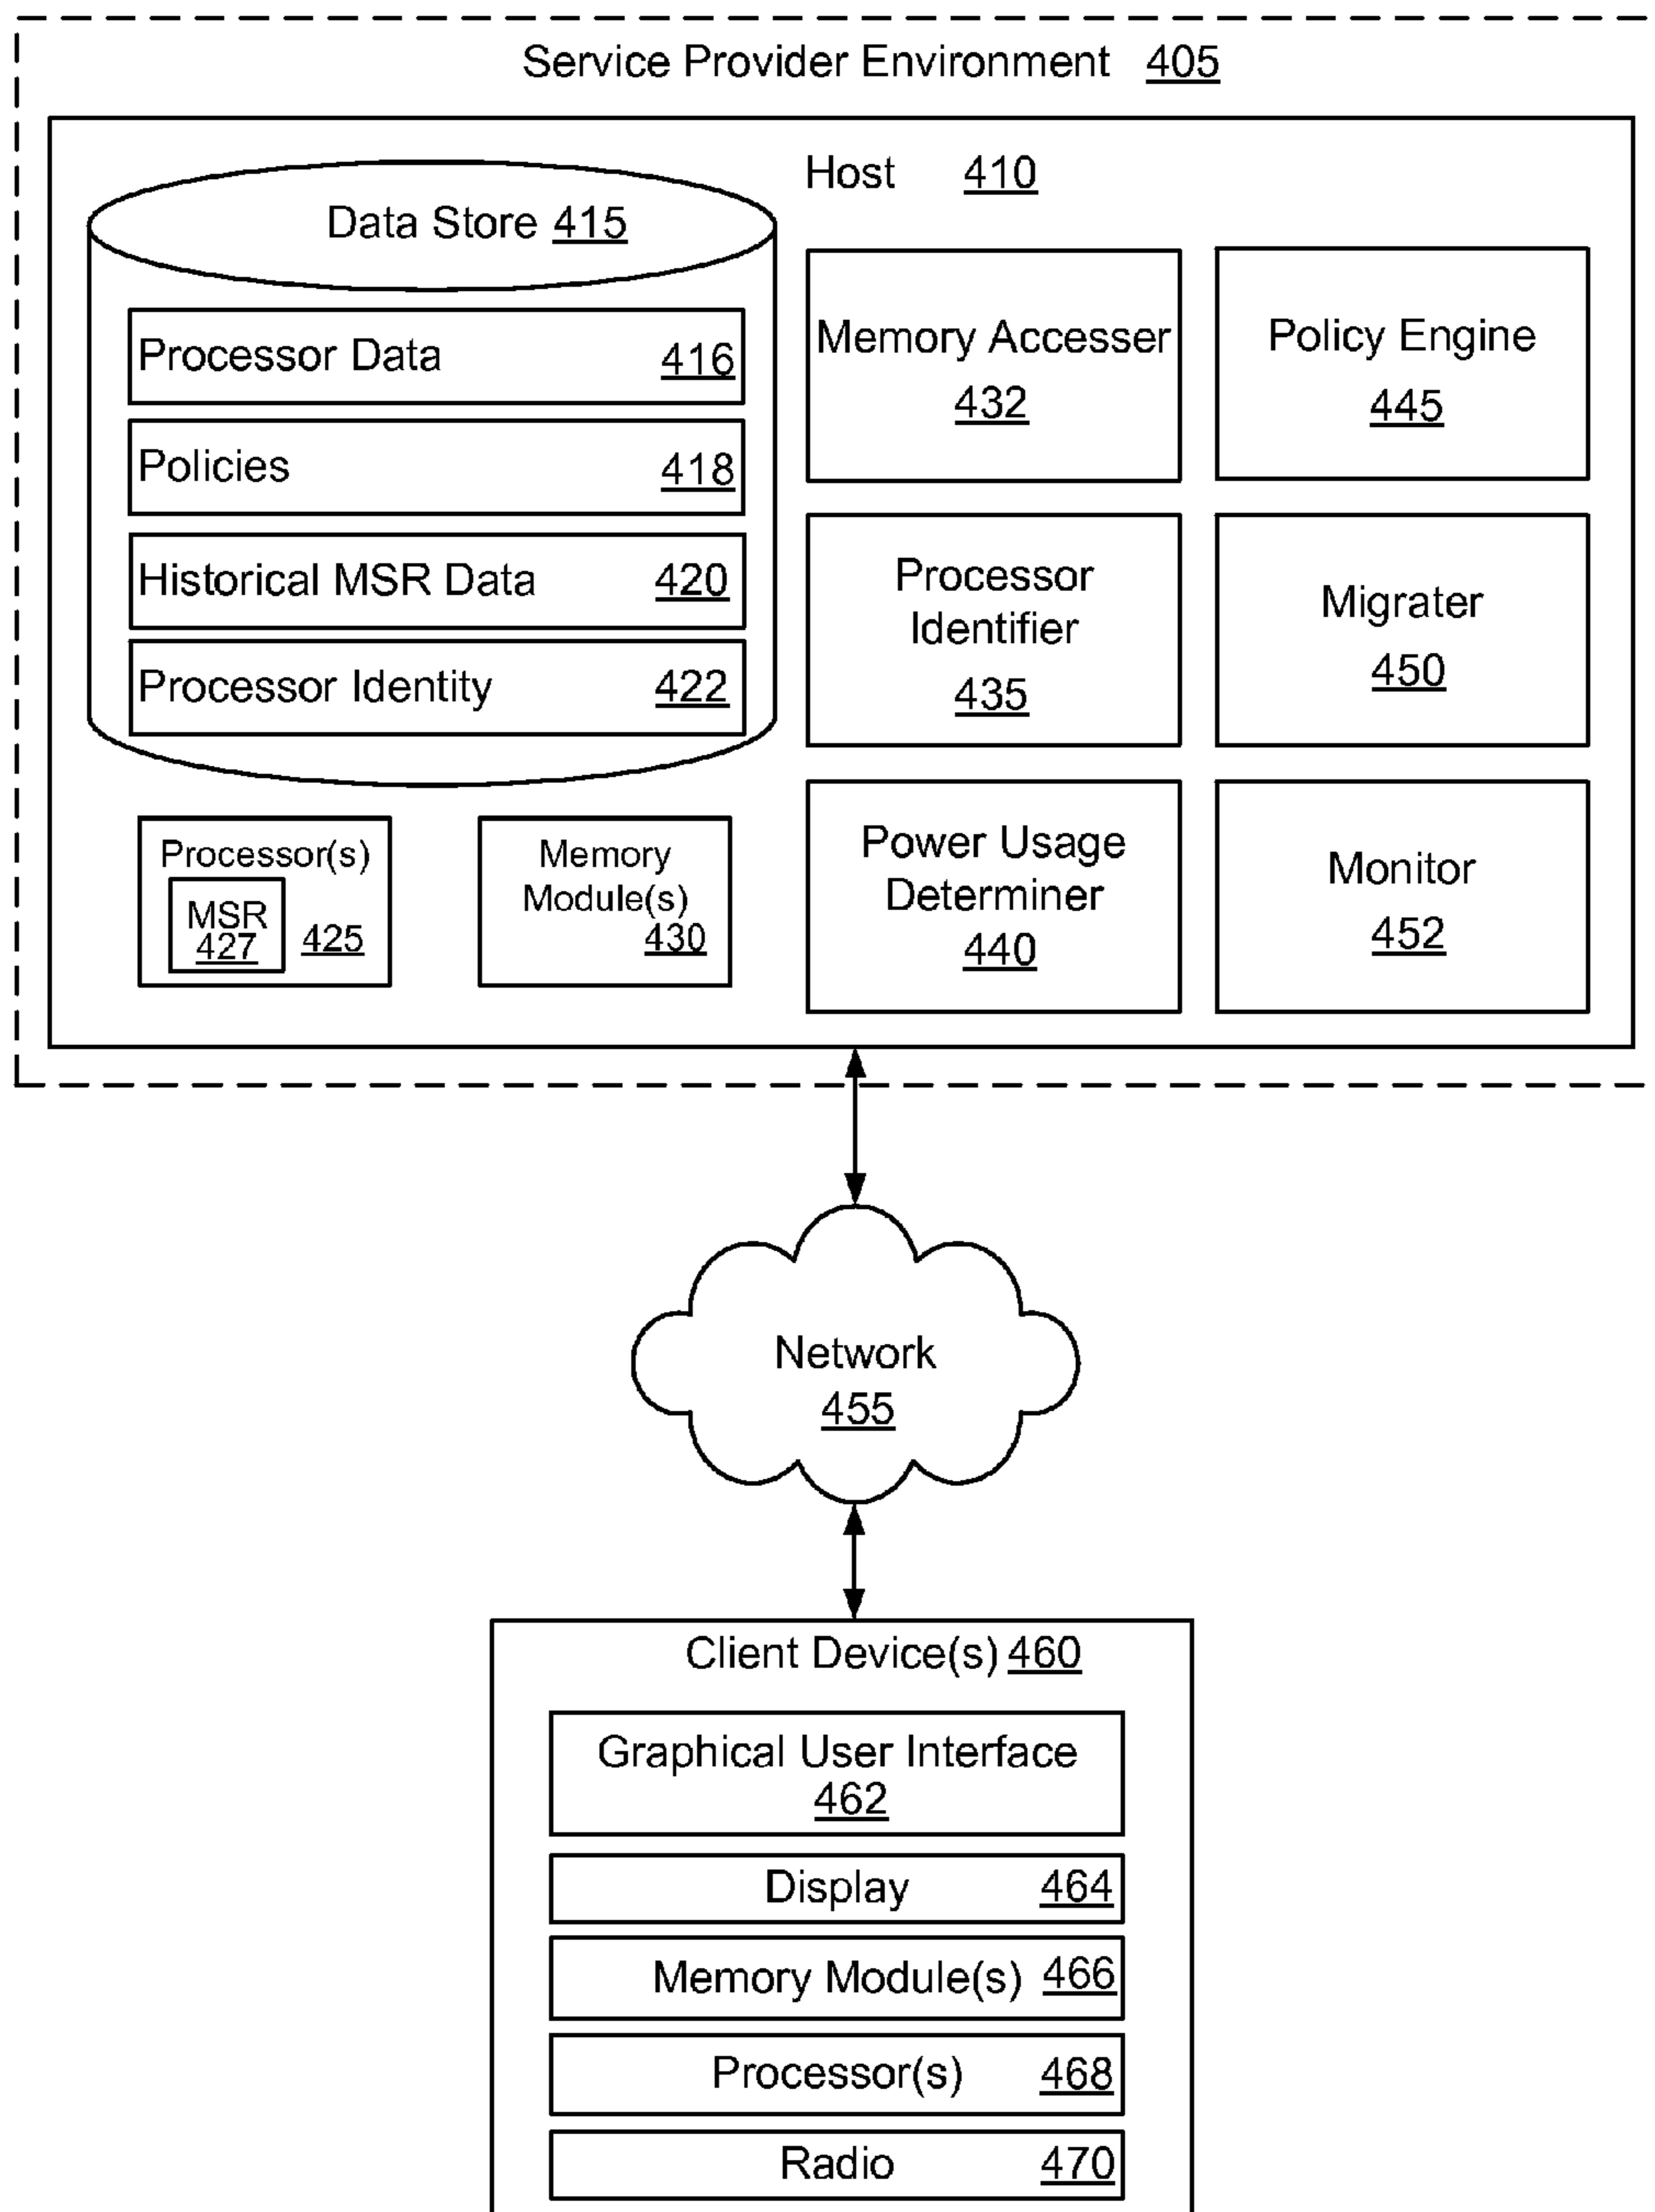 Service Provider Environment 405
Host 410
Data Store 415
Processor Data 416
Policies 418
Historical MSR Data 420
Processor Identity 422
Processor(s)
MSR
427 425
Memory
Module(s)
430
Memory Accesser
432
Policy Engine
445
Processor
Identifier
435
Migrater
450
Power Usage
Determiner
440
Monitor
452
Network
455
Client Device(s) 460
Graphical User Interface
462
Display 464
Memory Module(s) 466
Processor(s) 468
Radio 470